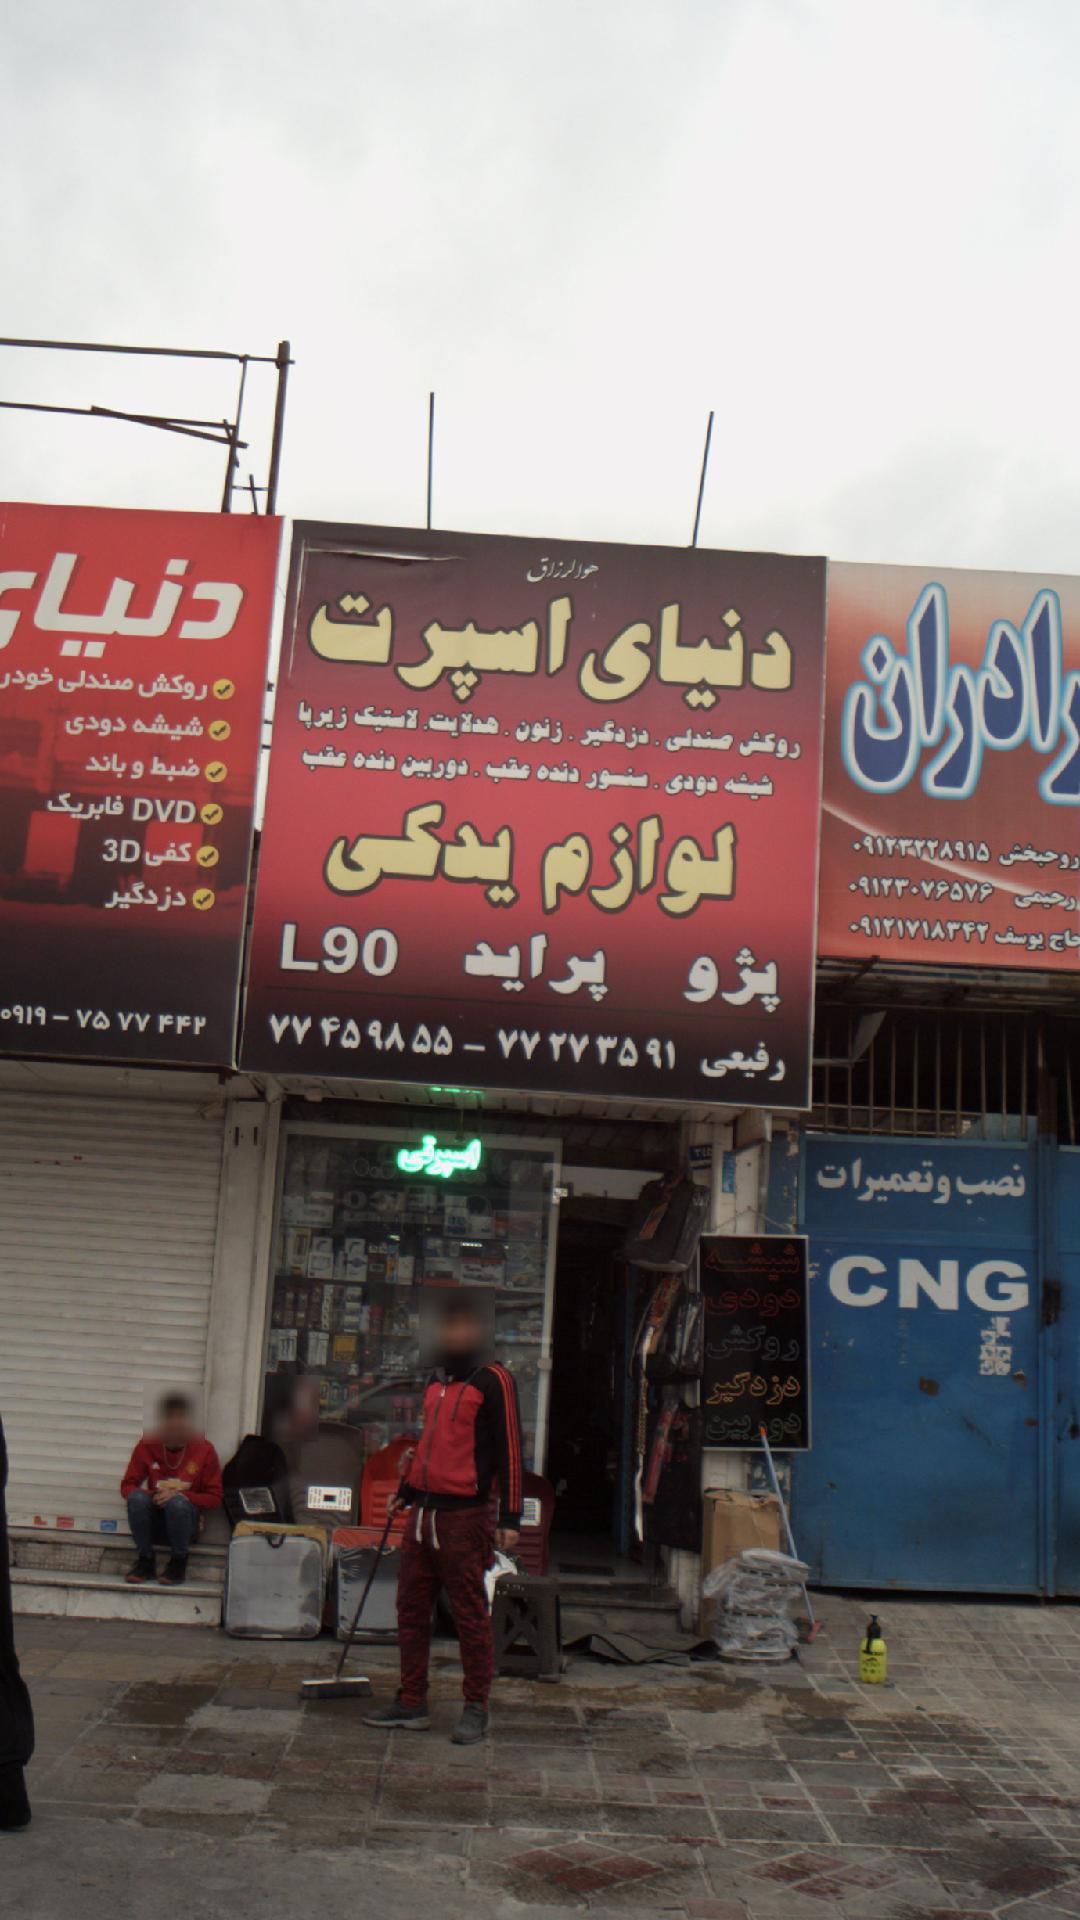 هوالرزاق
دنیای اسپرت
روکش صندلی . دزدگیر . زنون . هدلایت. لاستیک زیرپا
شیشه دودی . سنسور دنده عقب . دوربین دنده عقب
لوازم یدکی
پژو پراید L90
رفیعی ۷۷۲۷۳۵۹۱ - ۷۷۴۵۹۸۵۵
دنیای
روکش صندلی خودر
شیشه دودی
ضبط و باند
DVD فابریک
کفی 3D
دزدگیر
۰۹۱۹ - ۷۵ ۷۷ ۴۴۲
رادران
روحبخش ۰۹۱۲۳۲۲۸۹۱۵
رحیمی ۰۹۱۲۳۰۷۶۵۷۶
حاج یوسف ۰۹۱۲۱۷۱۸۳۴۲
نصب وتعمیرات
CNG
اسپرتی
شیشه
دودی
روکش
دزدگیر
دوربین